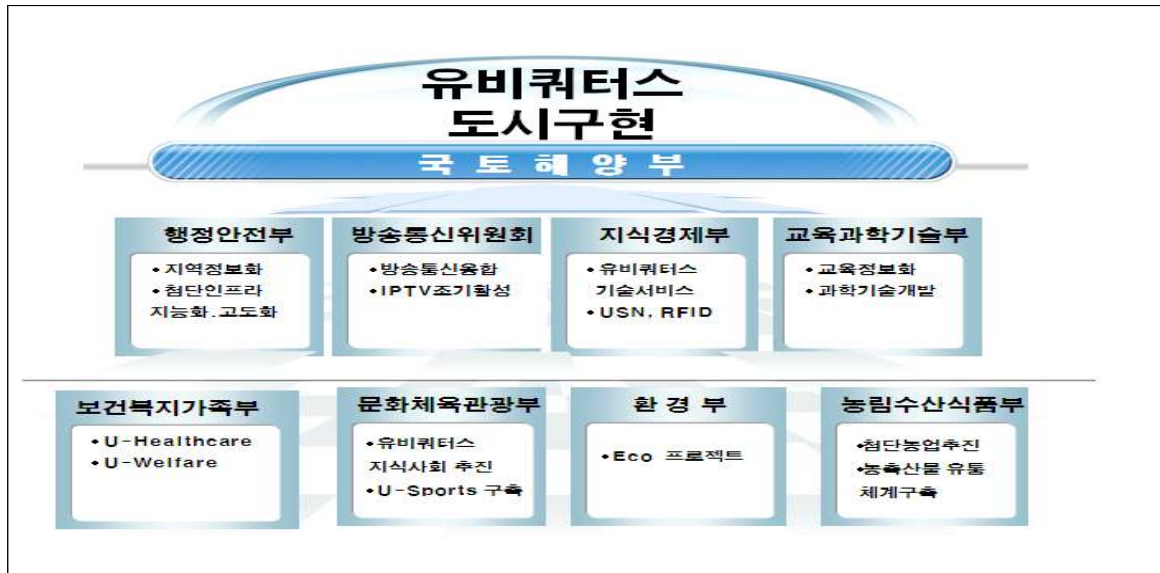 유비쿼터스
도시구현
국 토 해 양 부
행정안전부
• 지역정보화
• 첨단인프라
지능화.고도화
방송통신위원회
•방송통신융합
•IPTV조기활성
지식경제부
• 유비쿼터스
기술서비스
• USN, RFID
교육과학기술부
• 교육정보화
• 과학기술개발
보건복지가족부
• U-Healthcare
• U-Welfare
문화체육관광부
•유비쿼터스
지식사회 추진
•U-Sports 구축
환 경 부
•Eco 프로젝트
농림수산식품부
•첨단농업추진
•농축산물 유통
체계구축